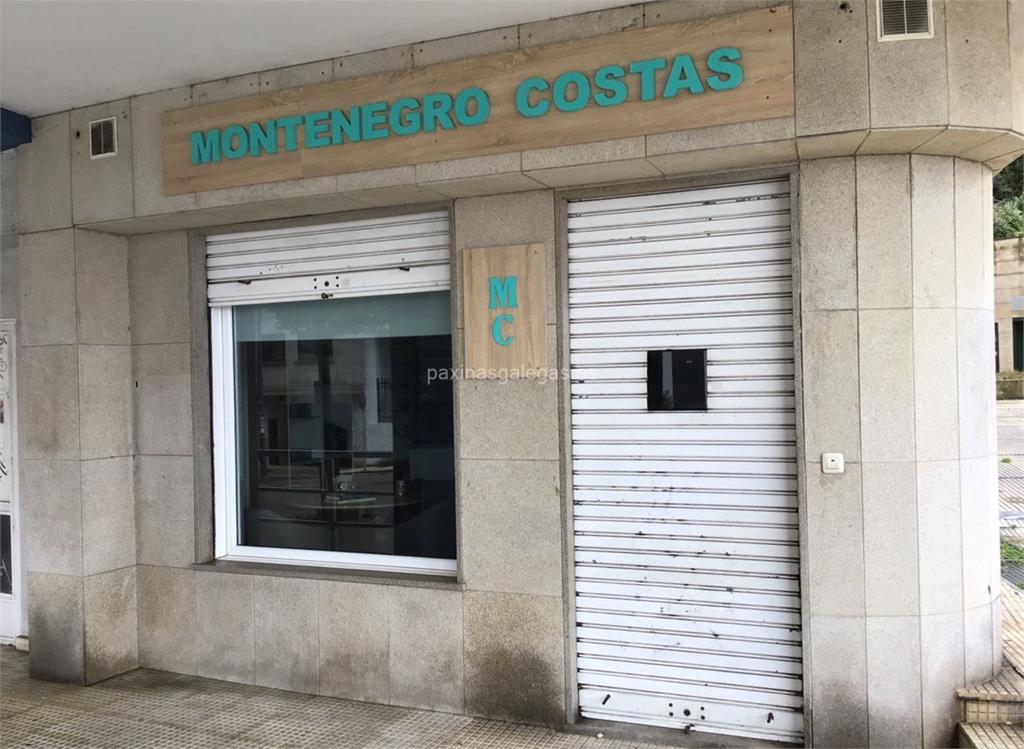 MONTENEGRO COSTAS
M
C
paxinasgalegas.es